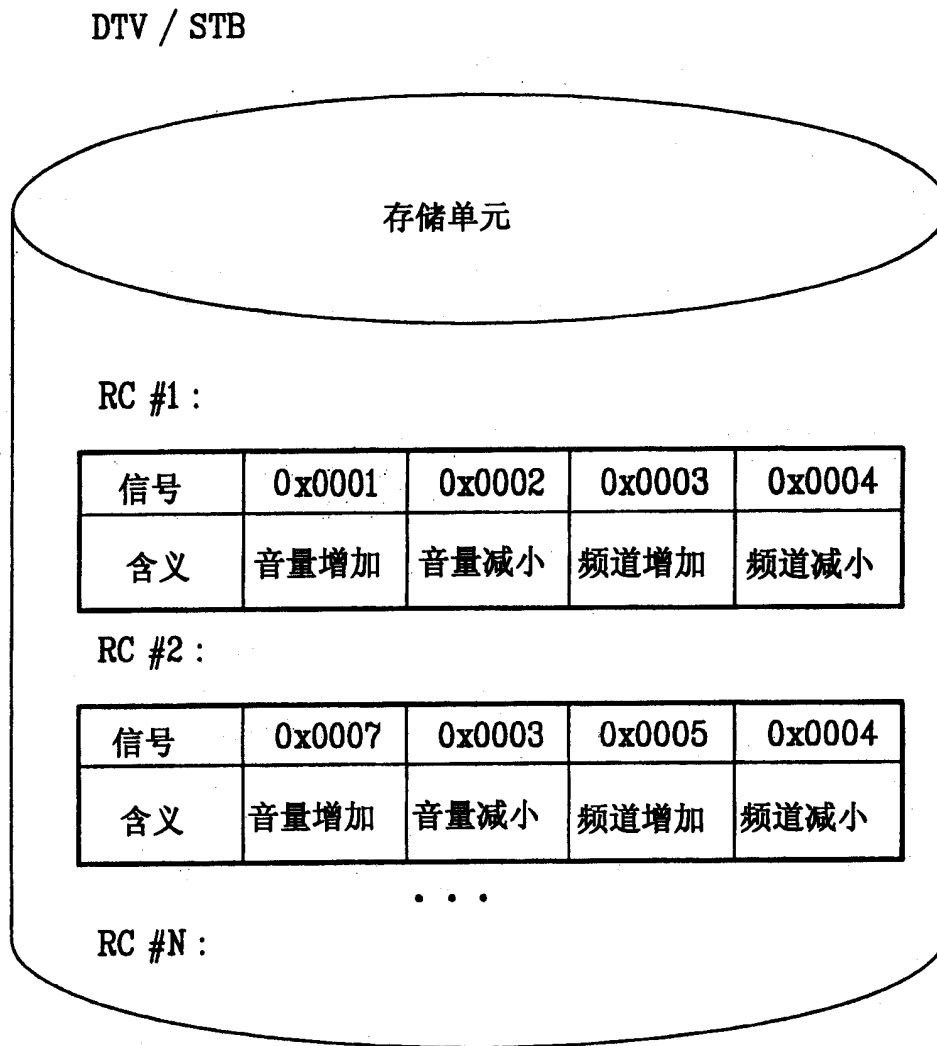 DTV / STB
存储单元
RC #1 :
信号 0x0001 0x0002 0x0003 0x0004
含义 音量增加 音量减小 频道增加 频道减小
RC #2 :
信号 0x0007 0x0003 0x0005 0x0004
含义 音量增加 音量减小 频道增加 频道减小
. . .
RC #N :